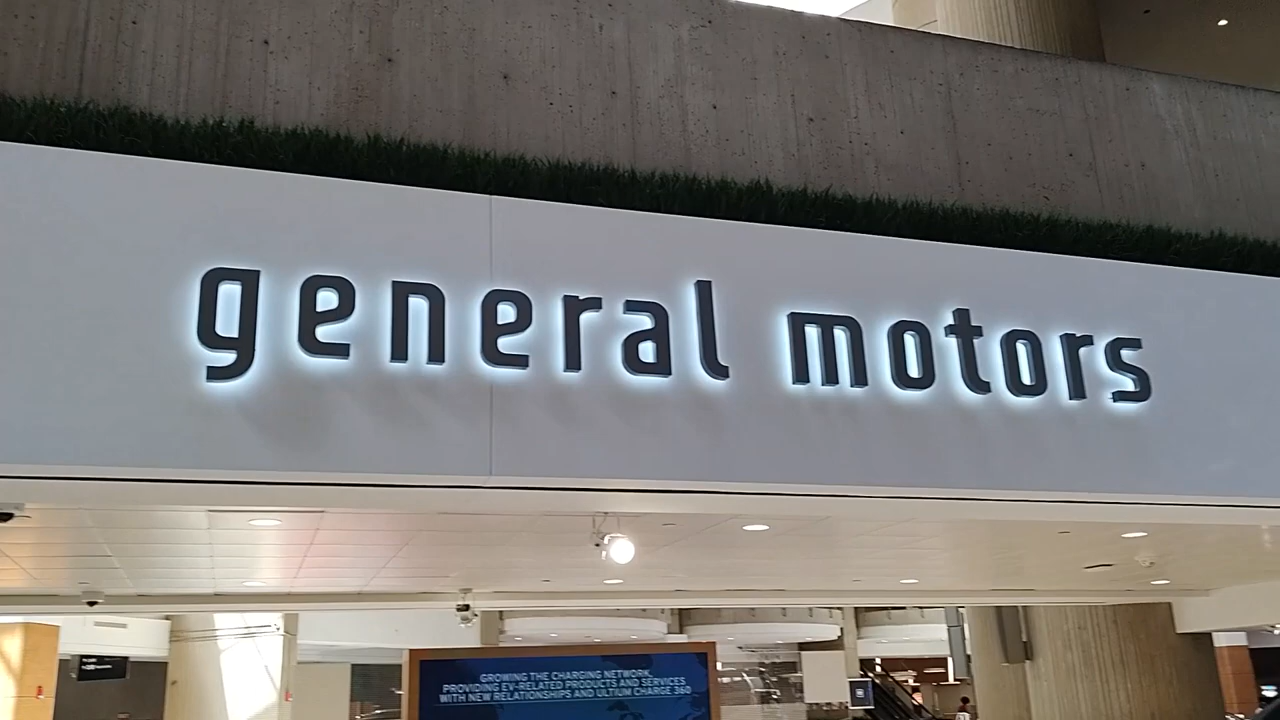 general motors
GROWING THE CHARGING NETWORK,
PROVIDING EV-RELATED PRODUCTS AND SERVICES
WITH NEW RELATIONSHIPS AND ULTIUM CHARGE 360